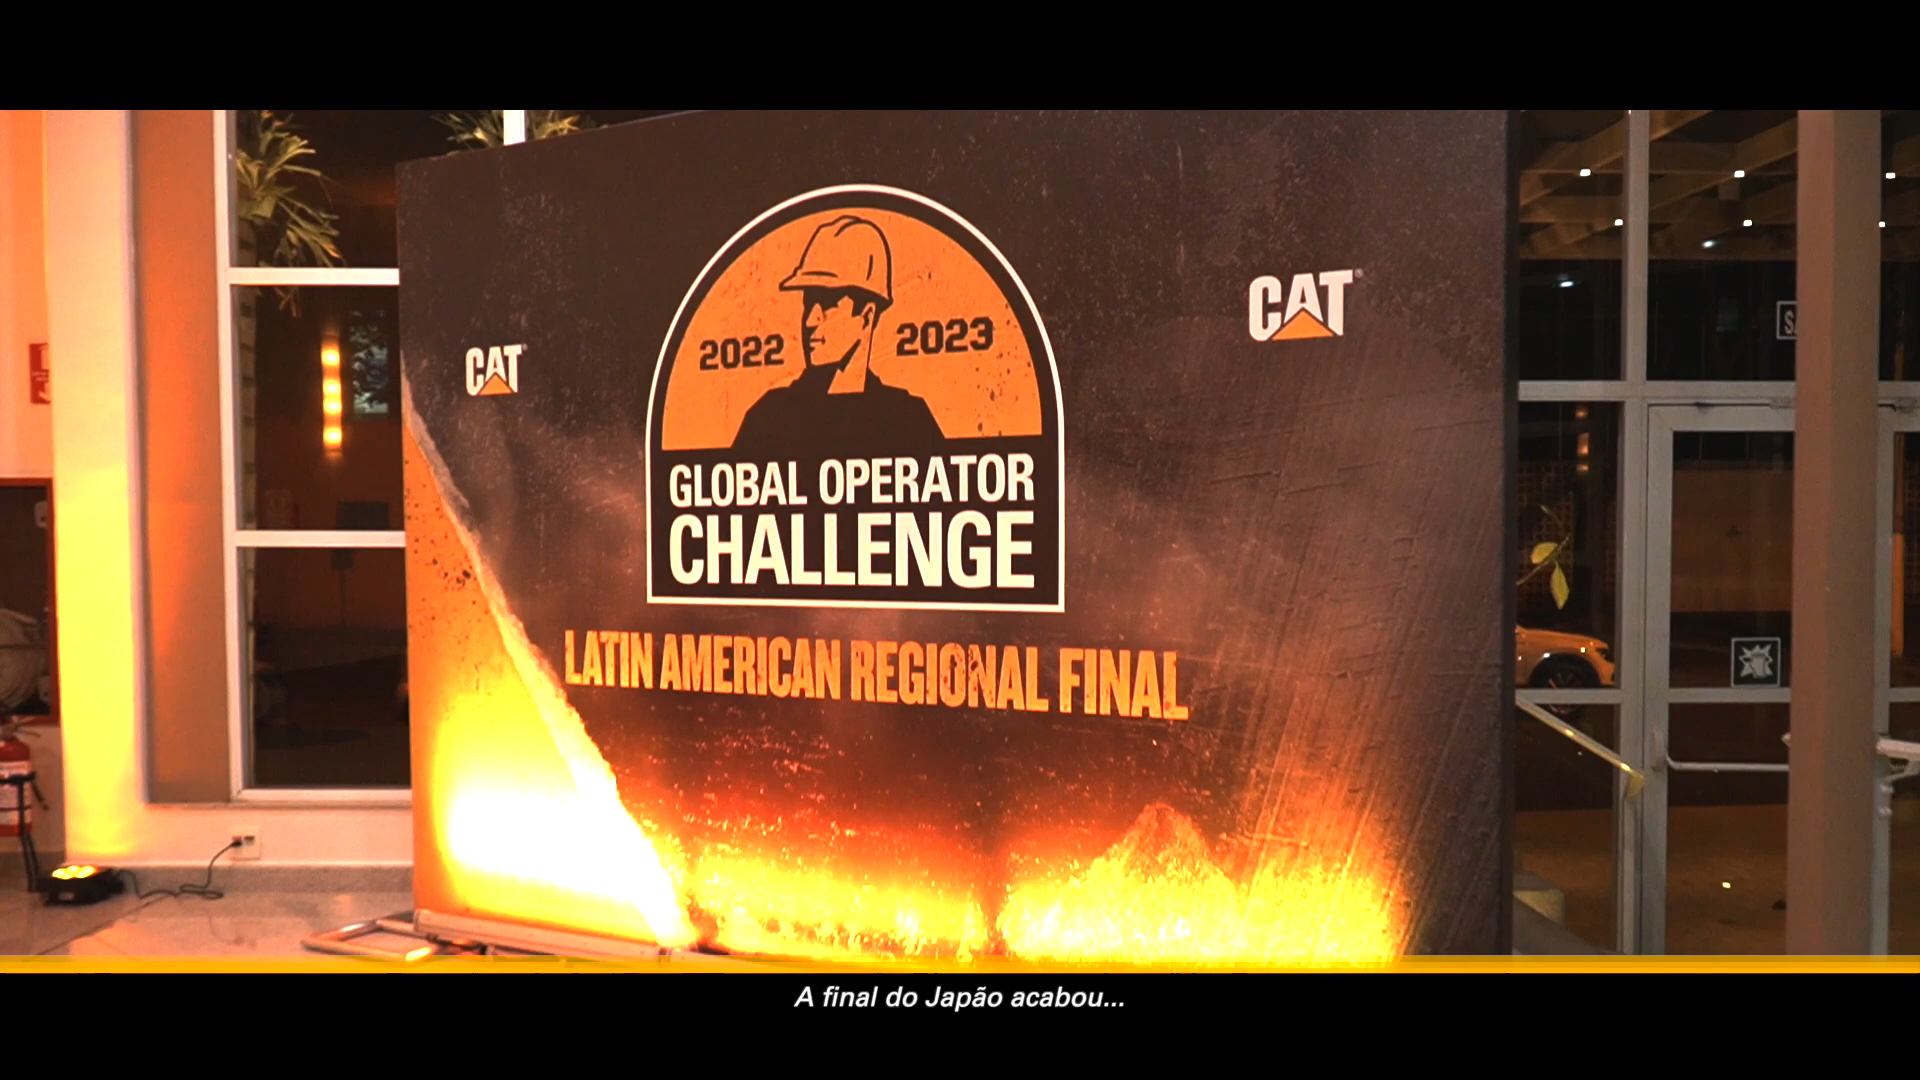 CAT
CAT
2022 2023
GLOBAL OPERATOR
CHALLENGE
LATIN AMERICAN REGIONAL FINAL
A final do Japão acabou...